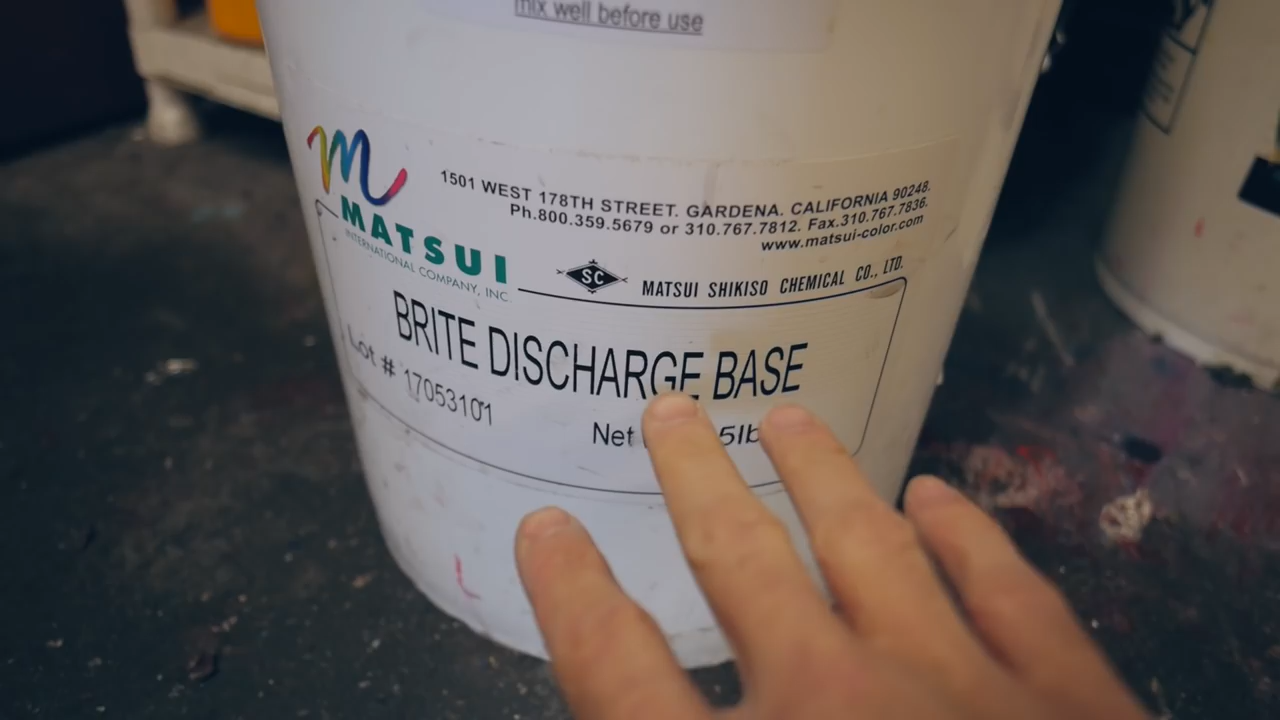 mix well before use
1501 WEST 178TH STREET. GARDENA. CALIFORNIA 90248.
Ph.800.359.5679 or 310.767.7812. Fax.310.767.7836.
www.matsui-color.com
m
MATSUI
INTERNATIONAL COMPANY, INC.
SC
MATSUI SHIKISO CHEMICAL CO., LTD.
BRITE DISCHARGE BASE
Lot # 17053101
Net